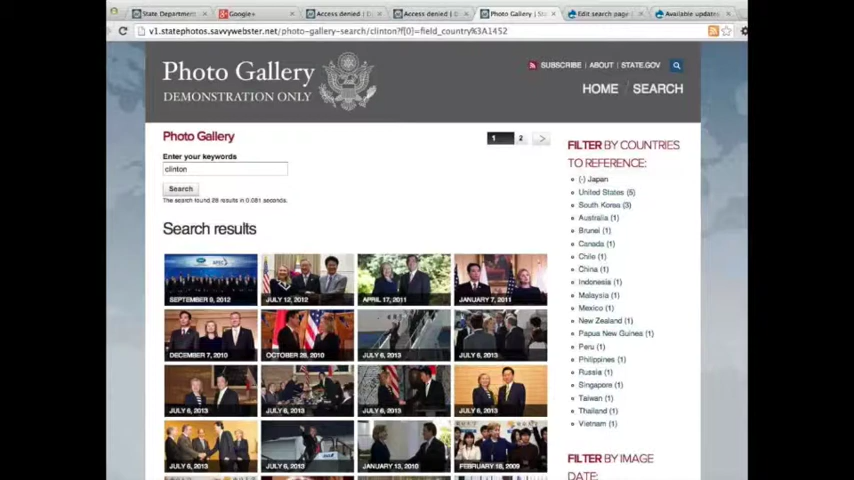 State Department
Google+
Access denied | D
Access denied | D
Photo Gallery | Sta
Edit search page
Available updates
v1.statephotos.savvywebster.net/photo-gallery-search/clinton?f[0]=field_country%3A1452
Photo Gallery
DEMONSTRATION ONLY
SUBSCRIBE
ABOUT
STATE.GOV
HOME / SEARCH
Photo Gallery
1
2
>
Enter your keywords
clinton
Search
The search found 28 results in 0.081 seconds.
Search results
SEPTEMBER 9, 2012
JULY 12, 2012
APRIL 17, 2011
JANUARY 7, 2011
DECEMBER 7, 2010
OCTOBER 28, 2010
JULY 6, 2013
JULY 6, 2013
JULY 6, 2013
JULY 6, 2013
JULY 6, 2013
JULY 6, 2013
JULY 6, 2013
JULY 6, 2013
JANUARY 13, 2010
FEBRUARY 18, 2009
FILTER BY COUNTRIES
TO REFERENCE:
(-) Japan
United States (5)
South Korea (3)
Australia (1)
Brunei (1)
Canada (1)
Chile (1)
China (1)
Indonesia (1)
Malaysia (1)
Mexico (1)
New Zealand (1)
Papua New Guinea (1)
Peru (1)
Philippines (1)
Russia (1)
Singapore (1)
Taiwan (1)
Thailand (1)
Vietnam (1)
FILTER BY IMAGE
DATE: